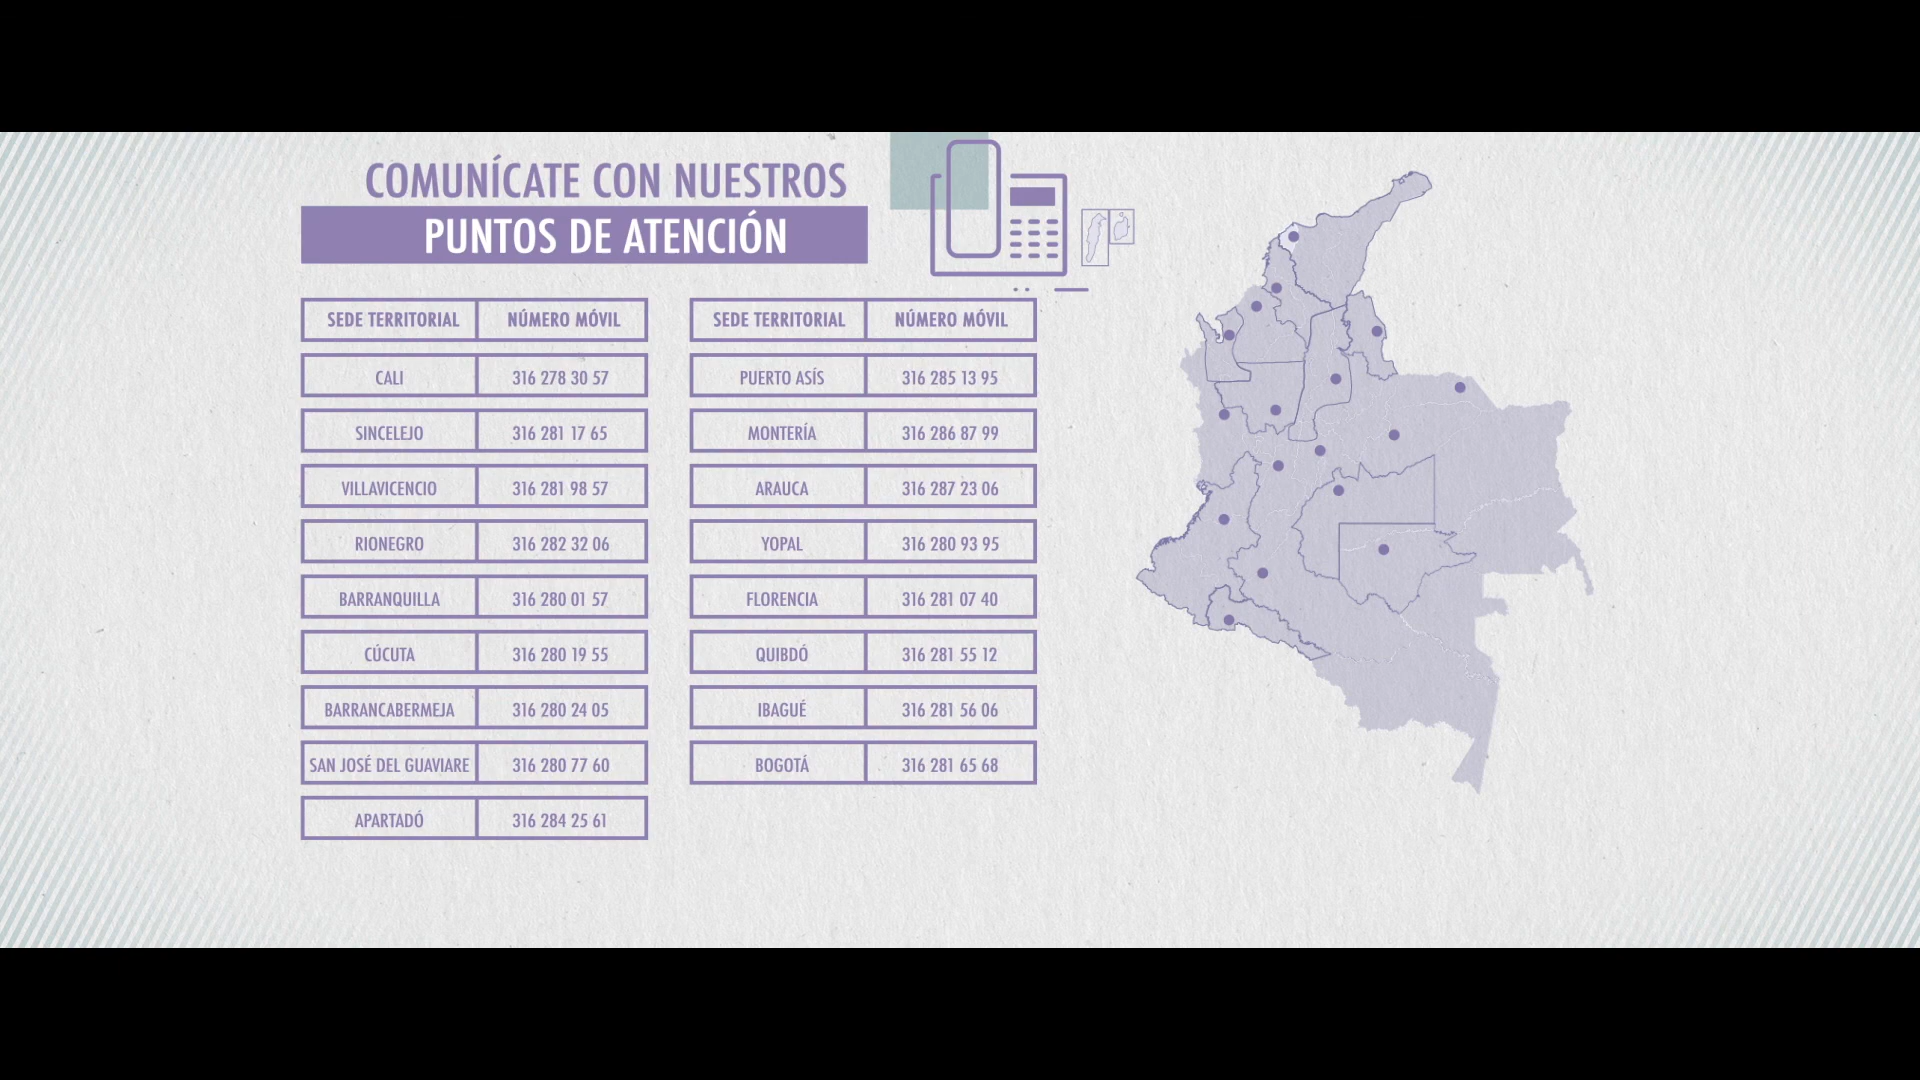 COMUNÍCATE CON NUESTROS
PUNTOS DE ATENCIÓN
SEDE TERRITORIAL NÚMERO MÓVIL
CALI 316 278 30 57
SINCELEJO 316 281 17 65
VILLAVICENCIO 316 281 98 57
RIONEGRO 316 282 32 06
BARRANQUILLA 316 280 01 57
CÚCUTA 316 280 19 55
BARRANCABERMEJA 316 280 24 05
SAN JOSÉ DEL GUAVIARE 316 280 77 60
APARTADÓ 316 284 25 61
SEDE TERRITORIAL NÚMERO MÓVIL
PUERTO ASÍS 316 285 13 95
MONTERÍA 316 286 87 99
ARAUCA 316 287 23 06
YOPAL 316 280 93 95
FLORENCIA 316 281 07 40
QUIBDÓ 316 281 55 12
IBAGUÉ 316 281 56 06
BOGOTÁ 316 281 65 68